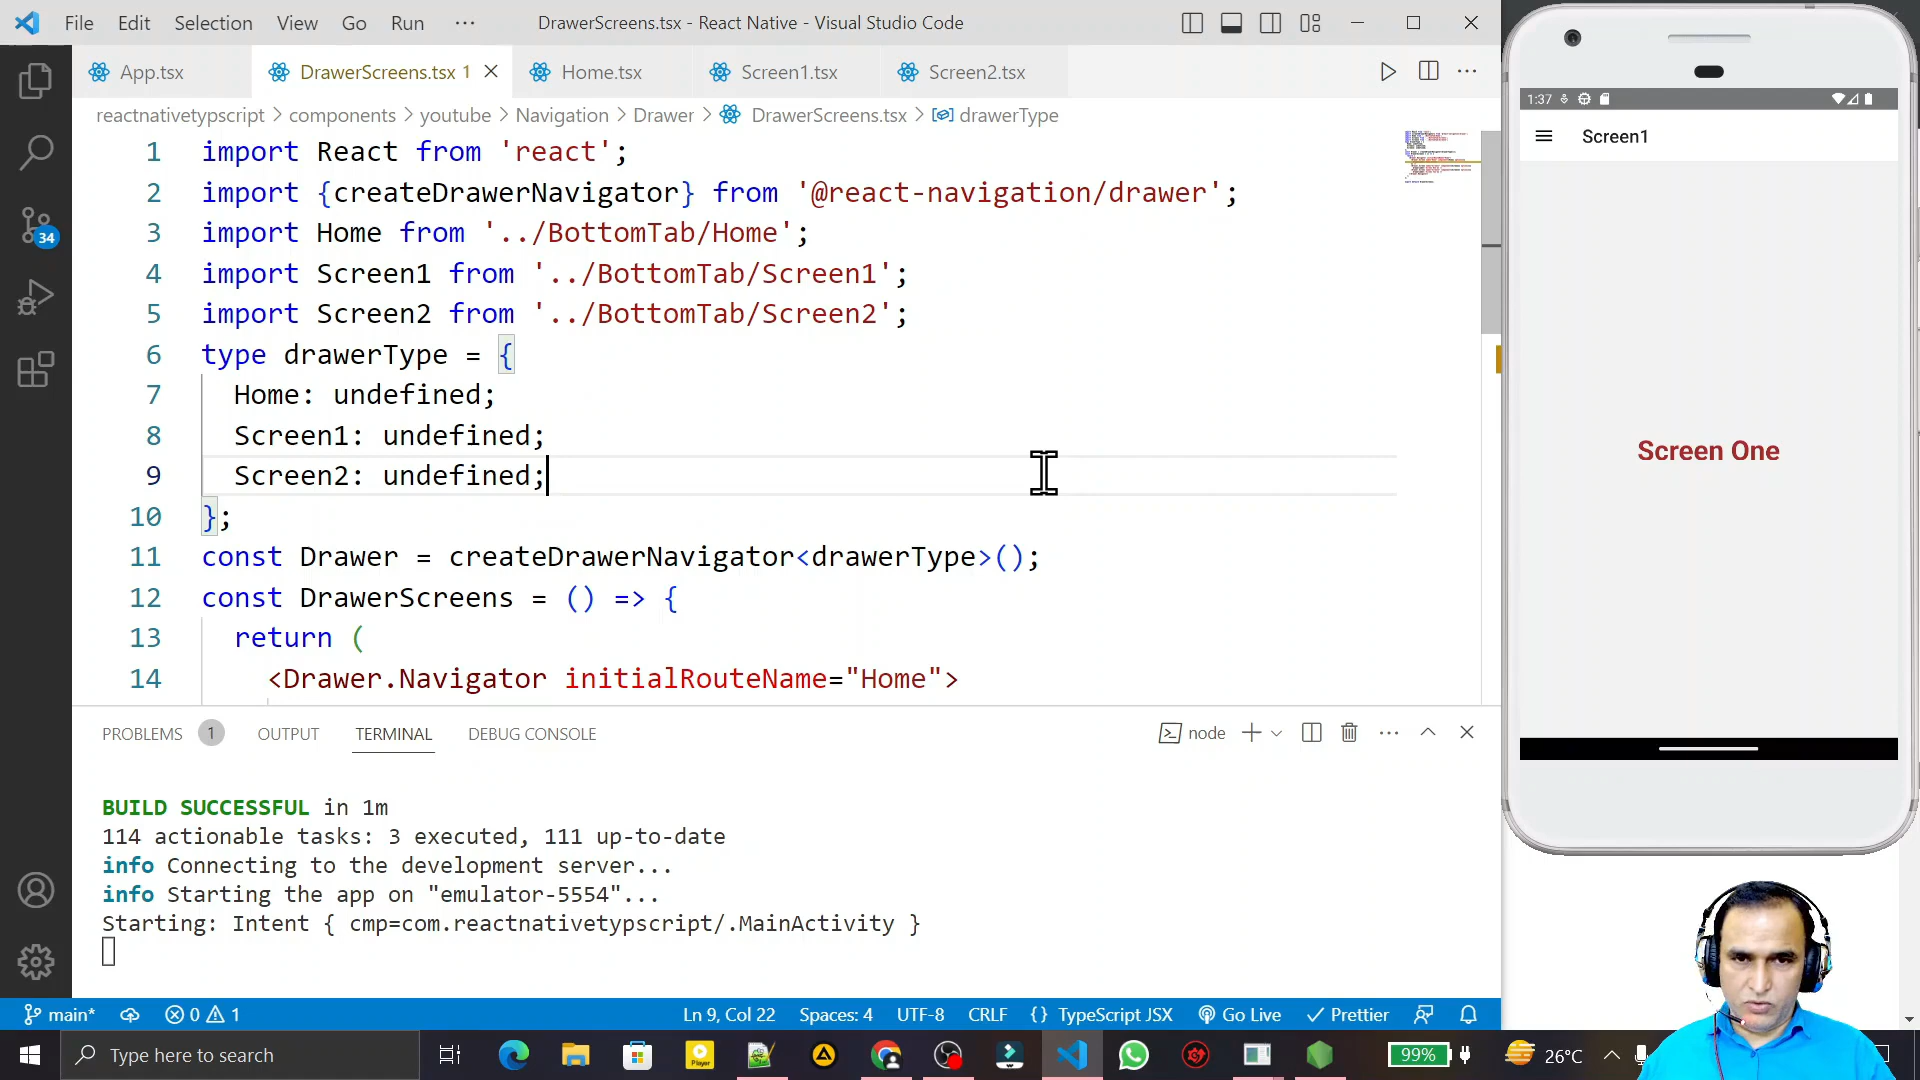 File Edit Selection View Go Run ··· DrawerScreens.tsx - React Native - Visual Studio Code
App.tsx DrawerScreens.tsx 1 Home.tsx Screen1.tsx Screen2.tsx
reactnativetypscript > components > youtube > Navigation > Drawer > DrawerScreens.tsx > drawerType
1 import React from 'react';
2 import {createDrawerNavigator} from '@react-navigation/drawer';
3 import Home from '../BottomTab/Home';
4 import Screen1 from '../BottomTab/Screen1';
5 import Screen2 from '../BottomTab/Screen2';
6 type drawerType = {
7 Home: undefined;
8 Screen1: undefined;
9 Screen2: undefined;
10 };
11 const Drawer = createDrawerNavigator<drawerType>();
12 const DrawerScreens = () => {
13 return (
14 <Drawer.Navigator initialRouteName="Home">
PROBLEMS 1 OUTPUT TERMINAL DEBUG CONSOLE node
BUILD SUCCESSFUL in 1m
114 actionable tasks: 3 executed, 111 up-to-date
info Connecting to the development server...
info Starting the app on "emulator-5554"...
Starting: Intent { cmp=com.reactnativetypscript/.MainActivity }
34
main* 0 1 Ln 9, Col 22 Spaces: 4 UTF-8 CRLF {} TypeScript JSX Go Live Prettier
Type here to search 99% 26°C
1:37
Screen1
Screen One